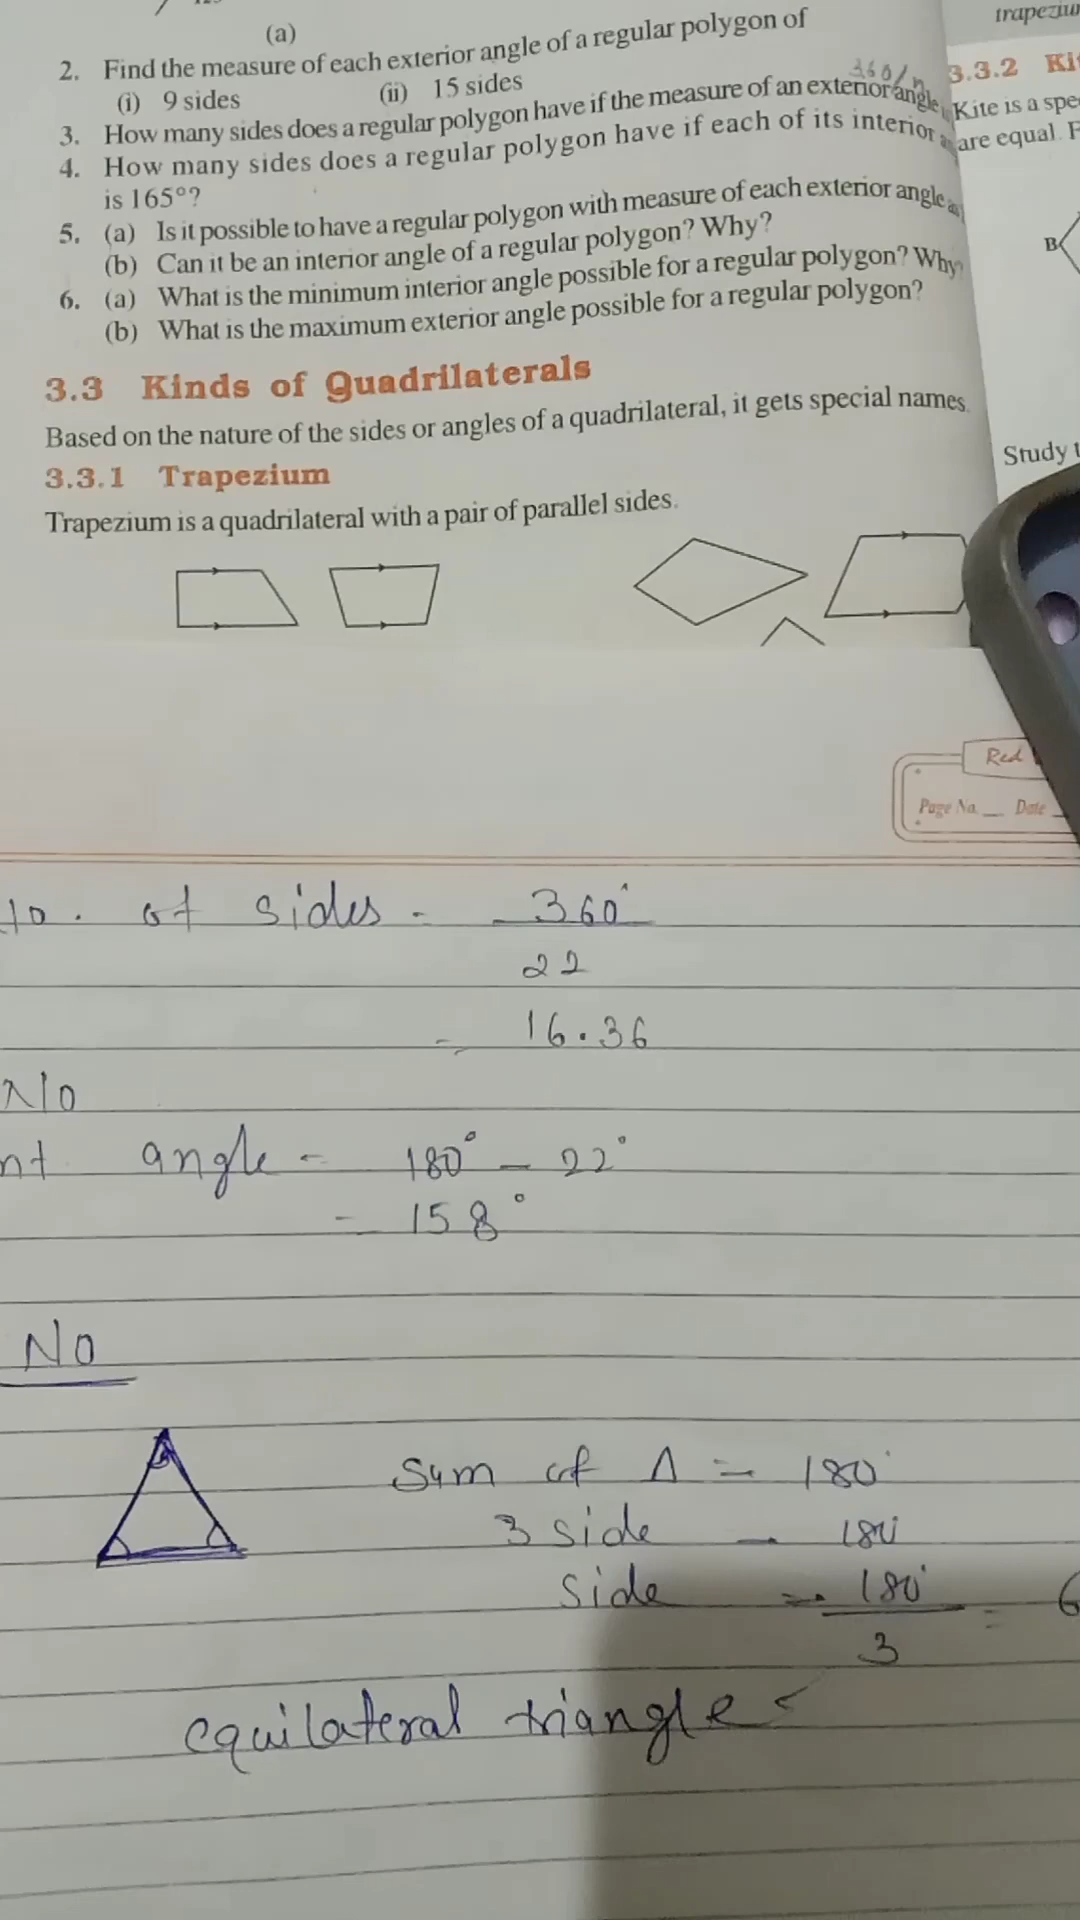 (a)
2. Find the measure of each exterior angle of a regular polygon of
(i) 9 sides (ii) 15 sides
360/n
3. How many sides does a regular polygon have if the measure of an exterior angle
4. How many sides does a regular polygon have if each of its interior
is 165°?
5. (a) Is it possible to have a regular polygon with measure of each exterior angle as
(b) Can it be an interior angle of a regular polygon? Why?
6. (a) What is the minimum interior angle possible for a regular polygon? Why?
(b) What is the maximum exterior angle possible for a regular polygon?
3.3 Kinds of Quadrilaterals
Based on the nature of the sides or angles of a quadrilateral, it gets special names.
3.3.1 Trapezium
Trapezium is a quadrilateral with a pair of parallel sides.
trapezium
3.3.2 Ki
Kite is a spe
are equal. F
B
Study t
Red
Page No. __ Date __
No. of sides = 360°
22
= 16.36
No
nt angle = 180° - 22°
= 158°
No
Sum of Δ = 180°
3 side = 180
side = 180° =
3
equilateral triangle